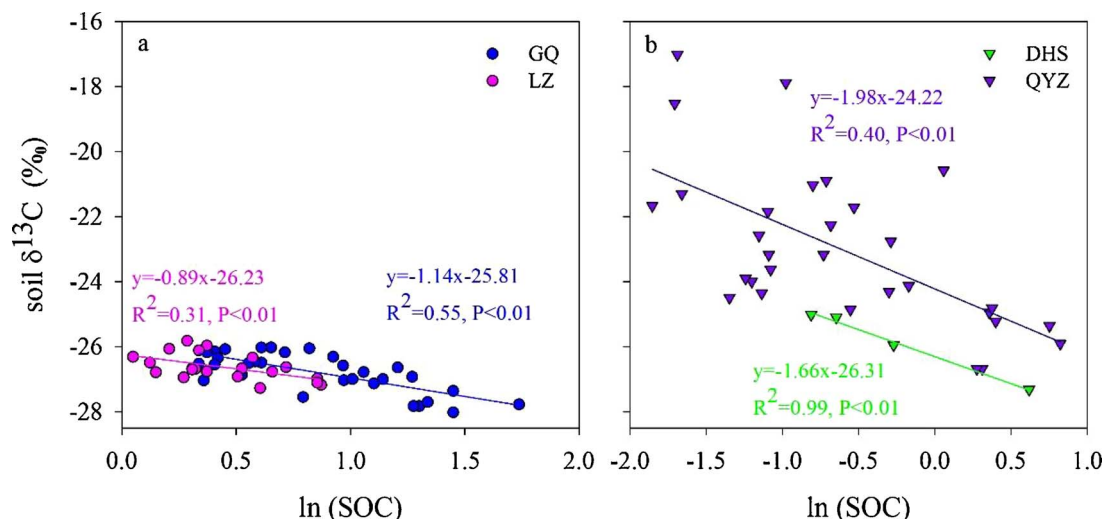 a
GQ
LZ
y=-0.89x-26.23
R²=0.31, P<0.01
y=-1.14x-25.81
R²=0.55, P<0.01
-16
-18
-20
-22
-24
-26
-28
soil δ¹³C (‰)
0.0 0.5 1.0 1.5 2.0
ln (SOC)
b
DHS
QYZ
y=-1.98x-24.22
R²=0.40, P<0.01
y=-1.66x-26.31
R²=0.99, P<0.01
-2.0 -1.5 -1.0 -0.5 0.0 0.5 1.0
ln (SOC)